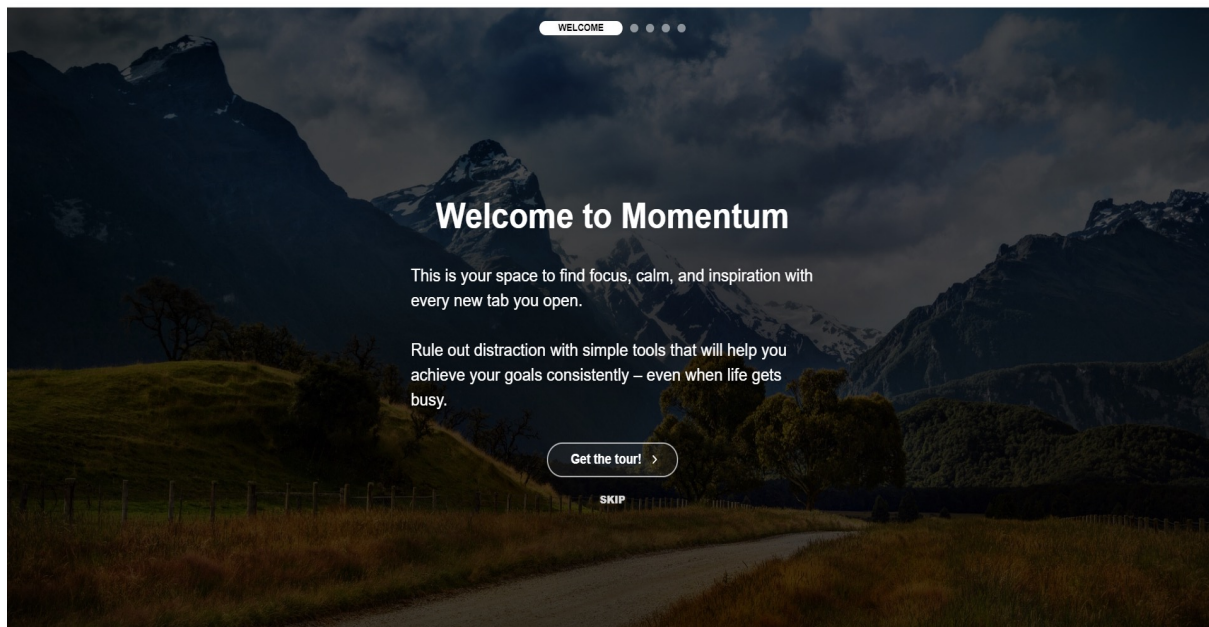 WELCOME
Welcome to Momentum
This is your space to find focus, calm, and inspiration with
every new tab you open.
Rule out distraction with simple tools that will help you
achieve your goals consistently – even when life gets
busy.
Get the tour!
SKIP